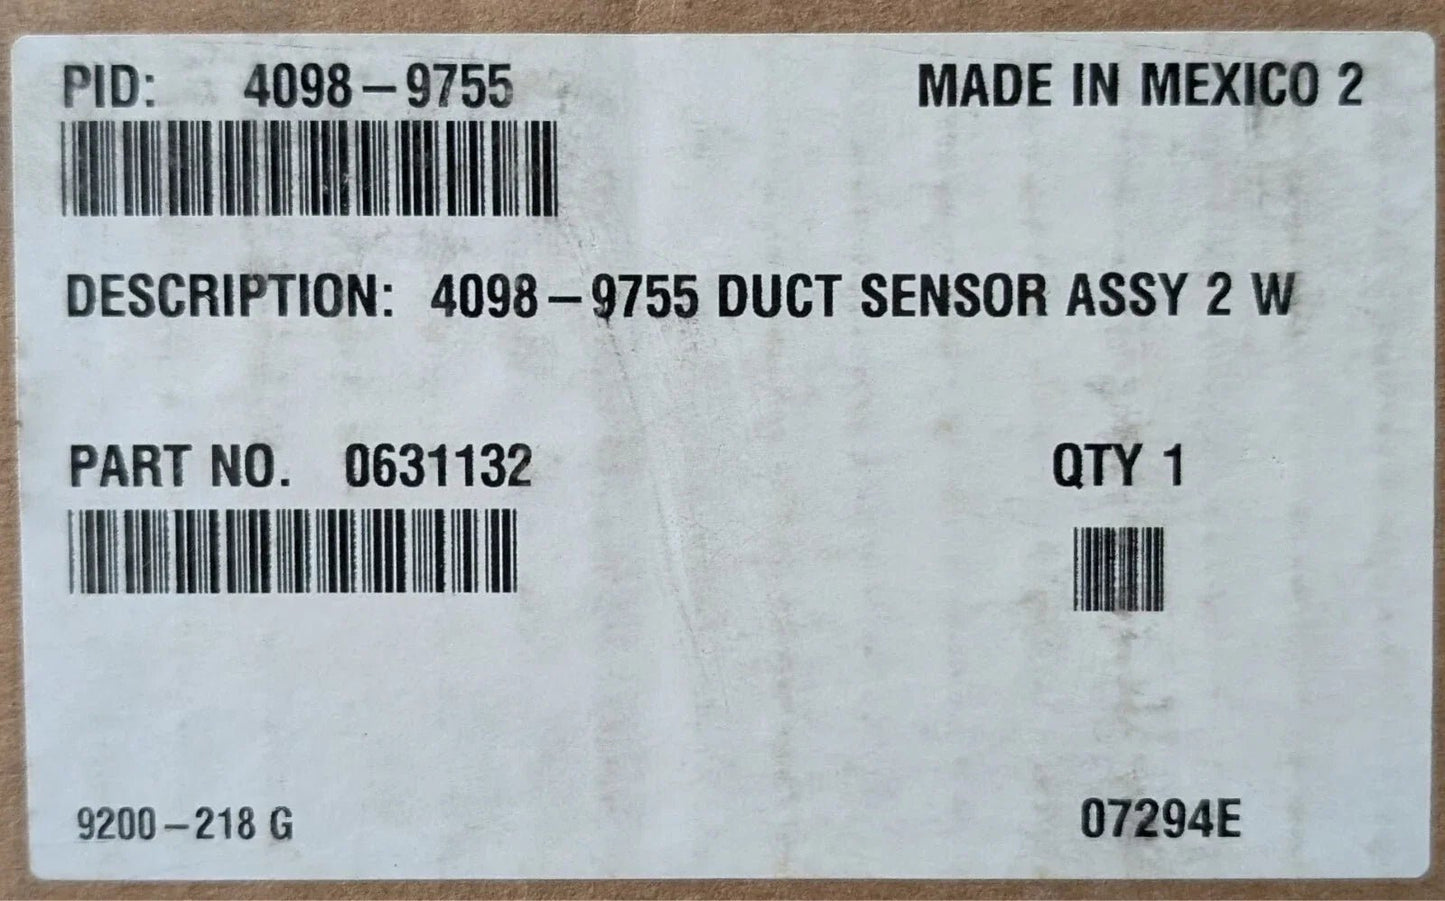 PID: 4098-9755 MADE IN MEXICO 2
DESCRIPTION: 4098-9755 DUCT SENSOR ASSY 2 W
PART NO. 0631132 QTY 1
9200-218 G 07294E